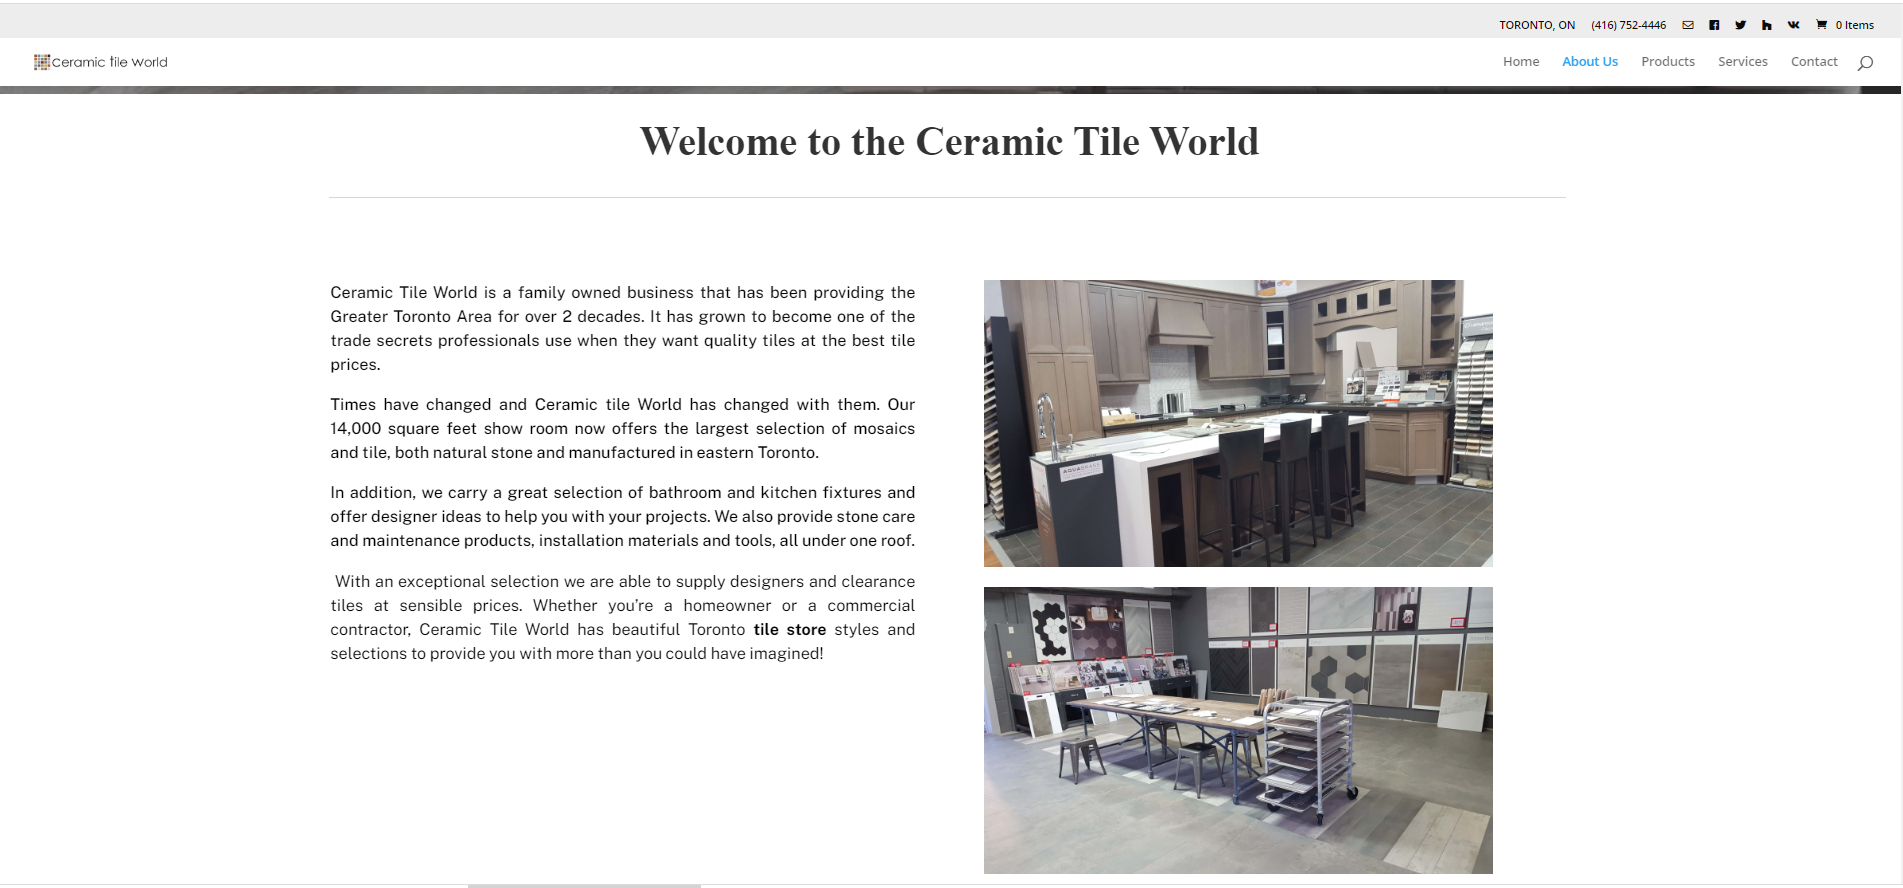 TORONTO, ON (416) 752-4446 0 Items
ceramic tile world
Home About Us Products Services Contact
Welcome to the Ceramic Tile World
Ceramic Tile World is a family owned business that has been providing the
Greater Toronto Area for over 2 decades. It has grown to become one of the
trade secrets professionals use when they want quality tiles at the best tile
prices.
Times have changed and Ceramic tile World has changed with them. Our
14,000 square feet show room now offers the largest selection of mosaics
and tile, both natural stone and manufactured in eastern Toronto.
In addition, we carry a great selection of bathroom and kitchen fixtures and
offer designer ideas to help you with your projects. We also provide stone care
and maintenance products, installation materials and tools, all under one roof.
With an exceptional selection we are able to supply designers and clearance
tiles at sensible prices. Whether you’re a homeowner or a commercial
contractor, Ceramic Tile World has beautiful Toronto tile store styles and
selections to provide you with more than you could have imagined!
AQUABRASS